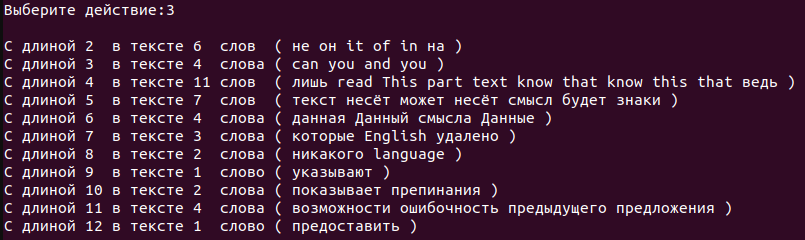 Выберите действие:3
С длиной 2 в тексте 6 слов ( не он it of in на )
С длиной 3 в тексте 4 слова ( can you and you )
С длиной 4 в тексте 11 слов ( лишь read This part text know that know this that ведь )
С длиной 5 в тексте 7 слов ( текст несёт может несёт смысл будет знаки )
С длиной 6 в тексте 4 слова ( данная Данный смысла Данные )
С длиной 7 в тексте 3 слова ( которые English удалено )
С длиной 8 в тексте 2 слова ( никакого language )
С длиной 9 в тексте 1 слово ( указывают )
С длиной 10 в тексте 2 слова ( показывает препинания )
С длиной 11 в тексте 4 слова ( возможности ошибочность предыдущего предложения )
С длиной 12 в тексте 1 слово ( предоставить )